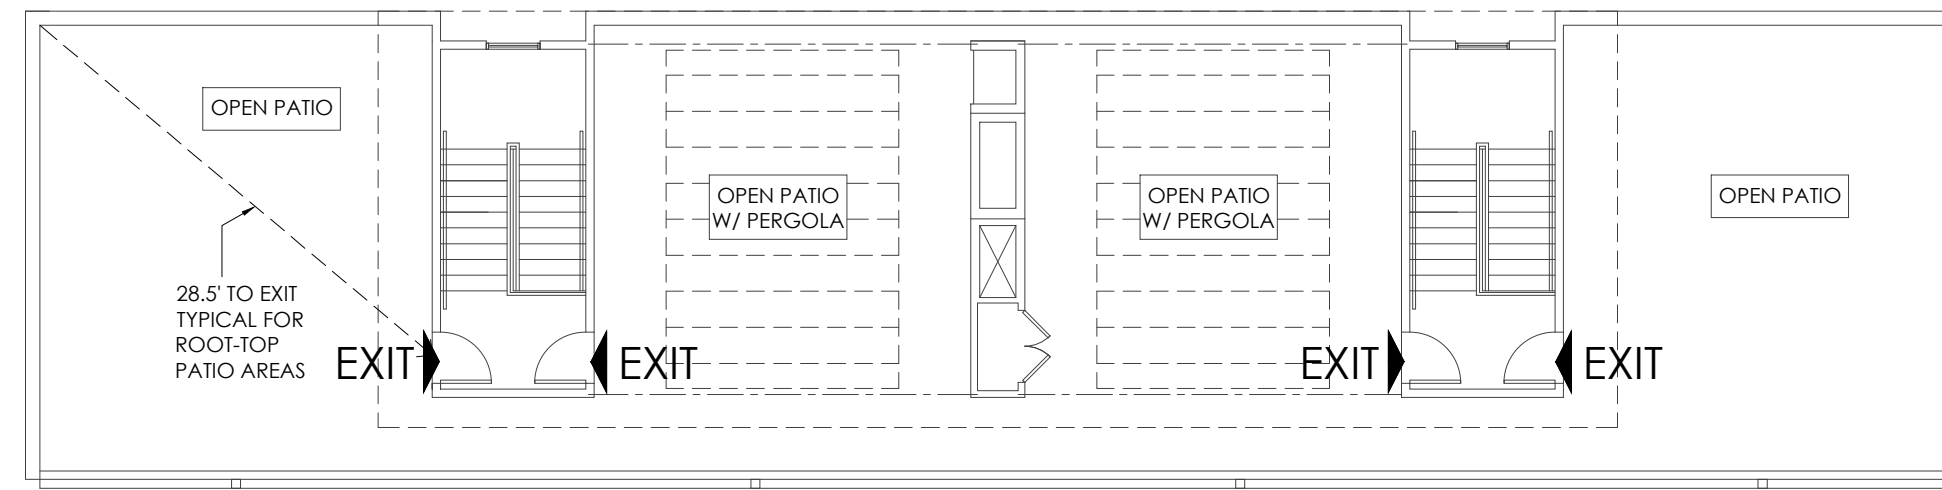 OPEN PATIO
OPEN PATIO
W/ PERGOLA
OPEN PATIO
W/ PERGOLA
OPEN PATIO
28.5' TO EXIT
TYPICAL FOR
ROOT-TOP
PATIO AREAS
EXIT
EXIT
EXIT
EXIT